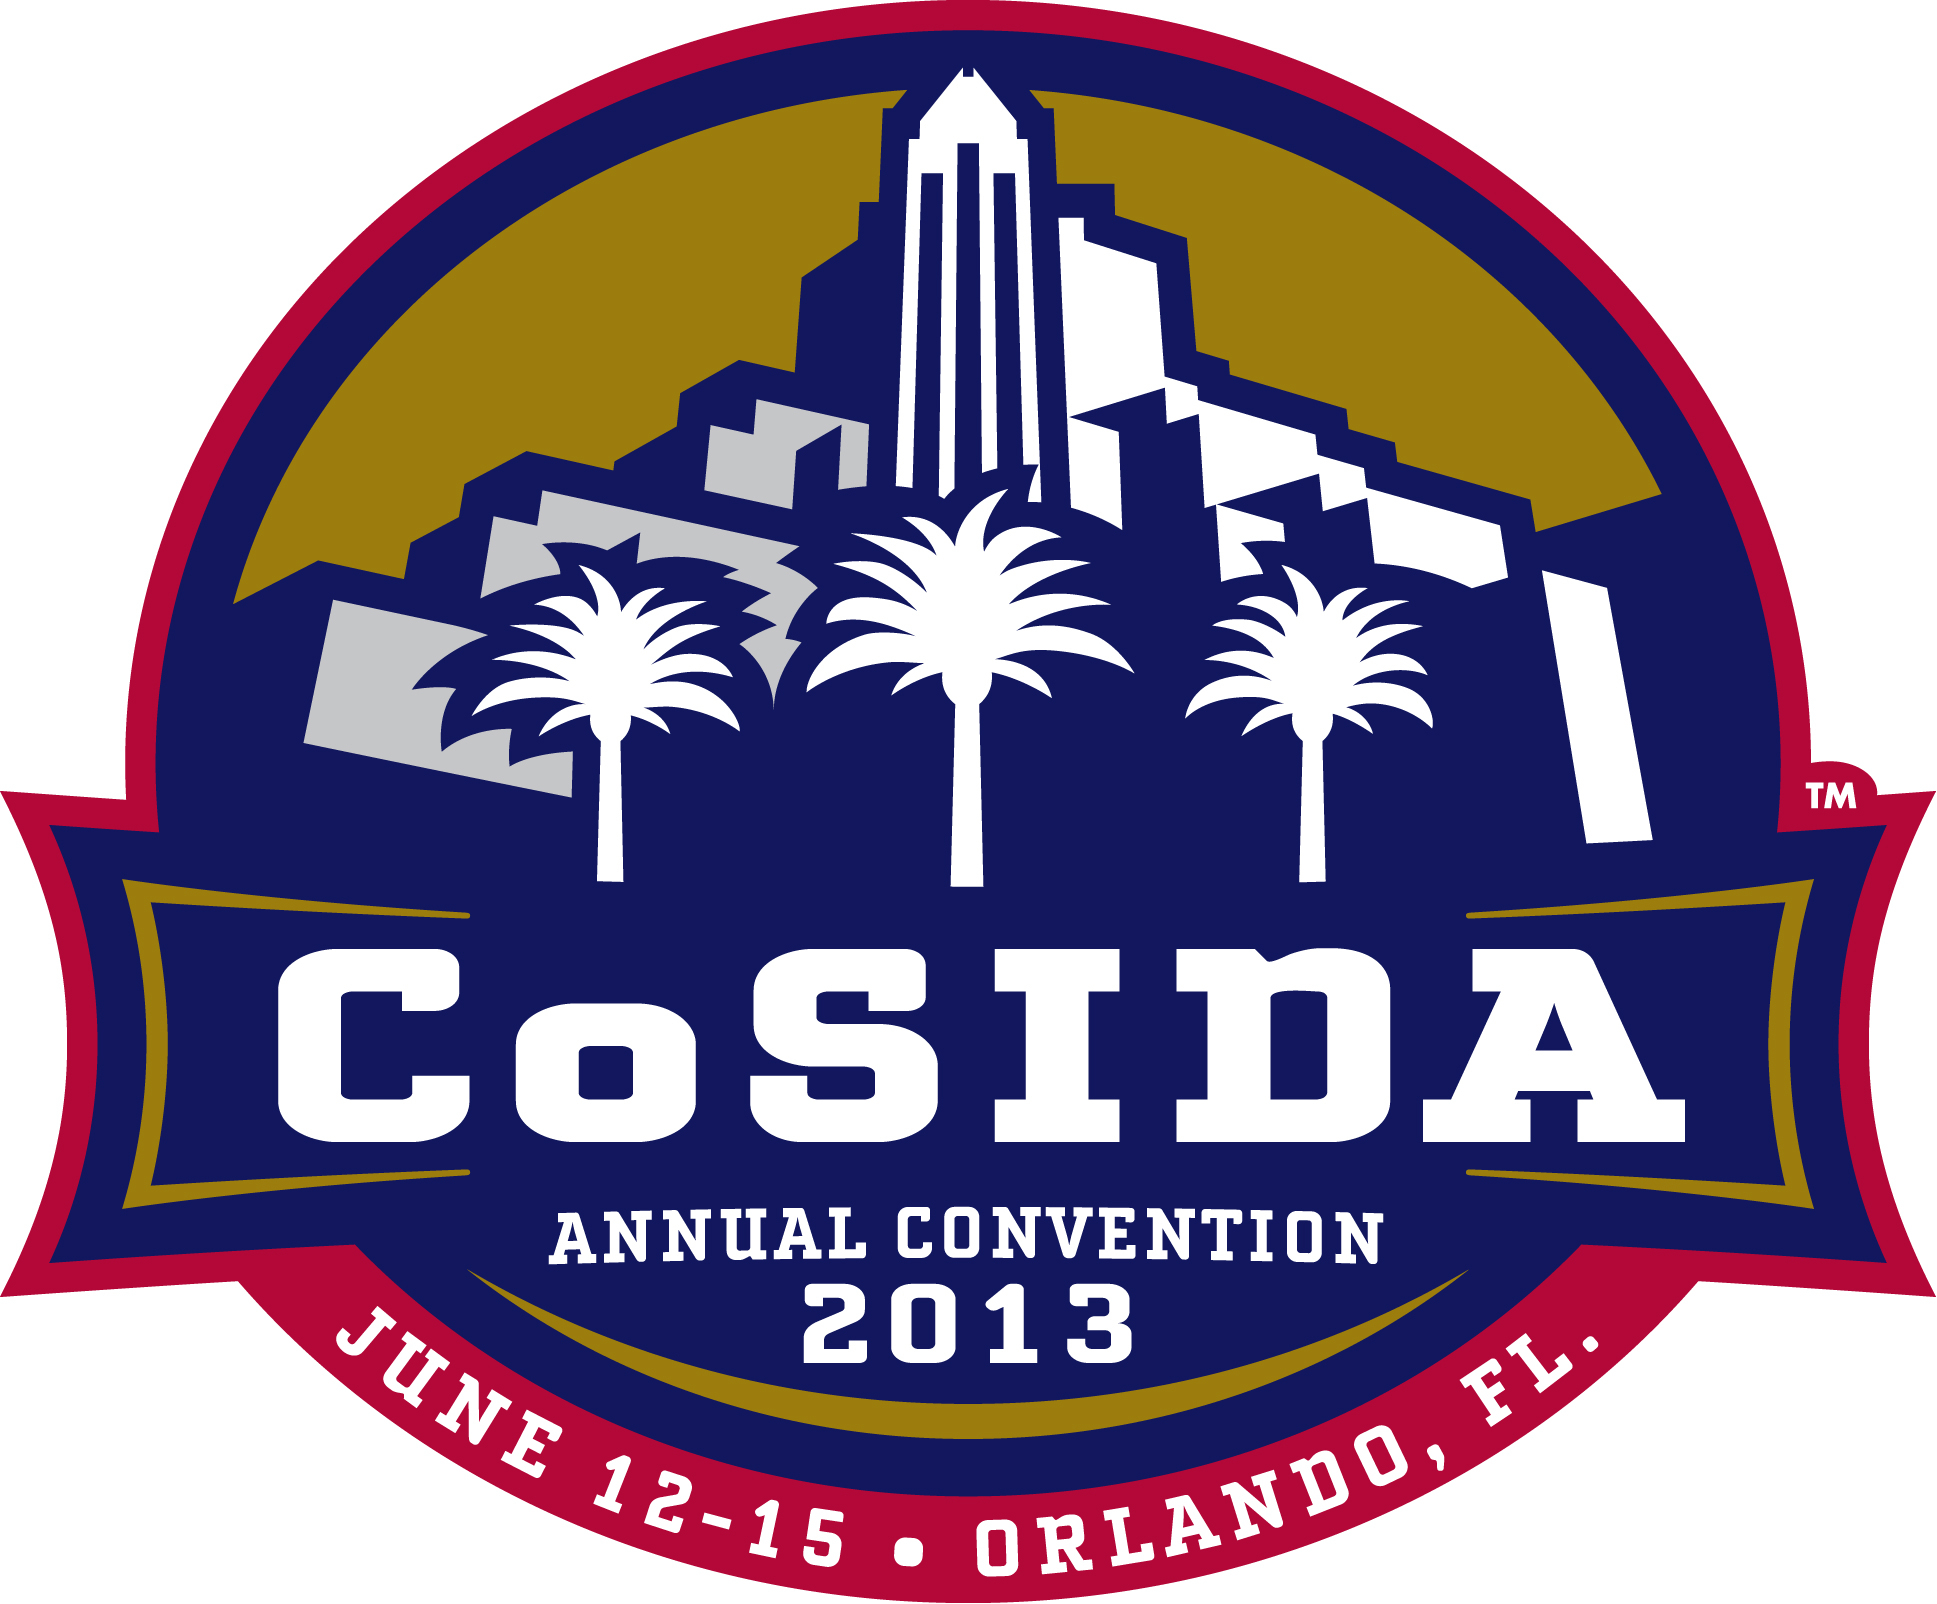 TM
CoSIDA
ANNUAL CONVENTION
2013
JUNE 12-15 • ORLANDO, FL.